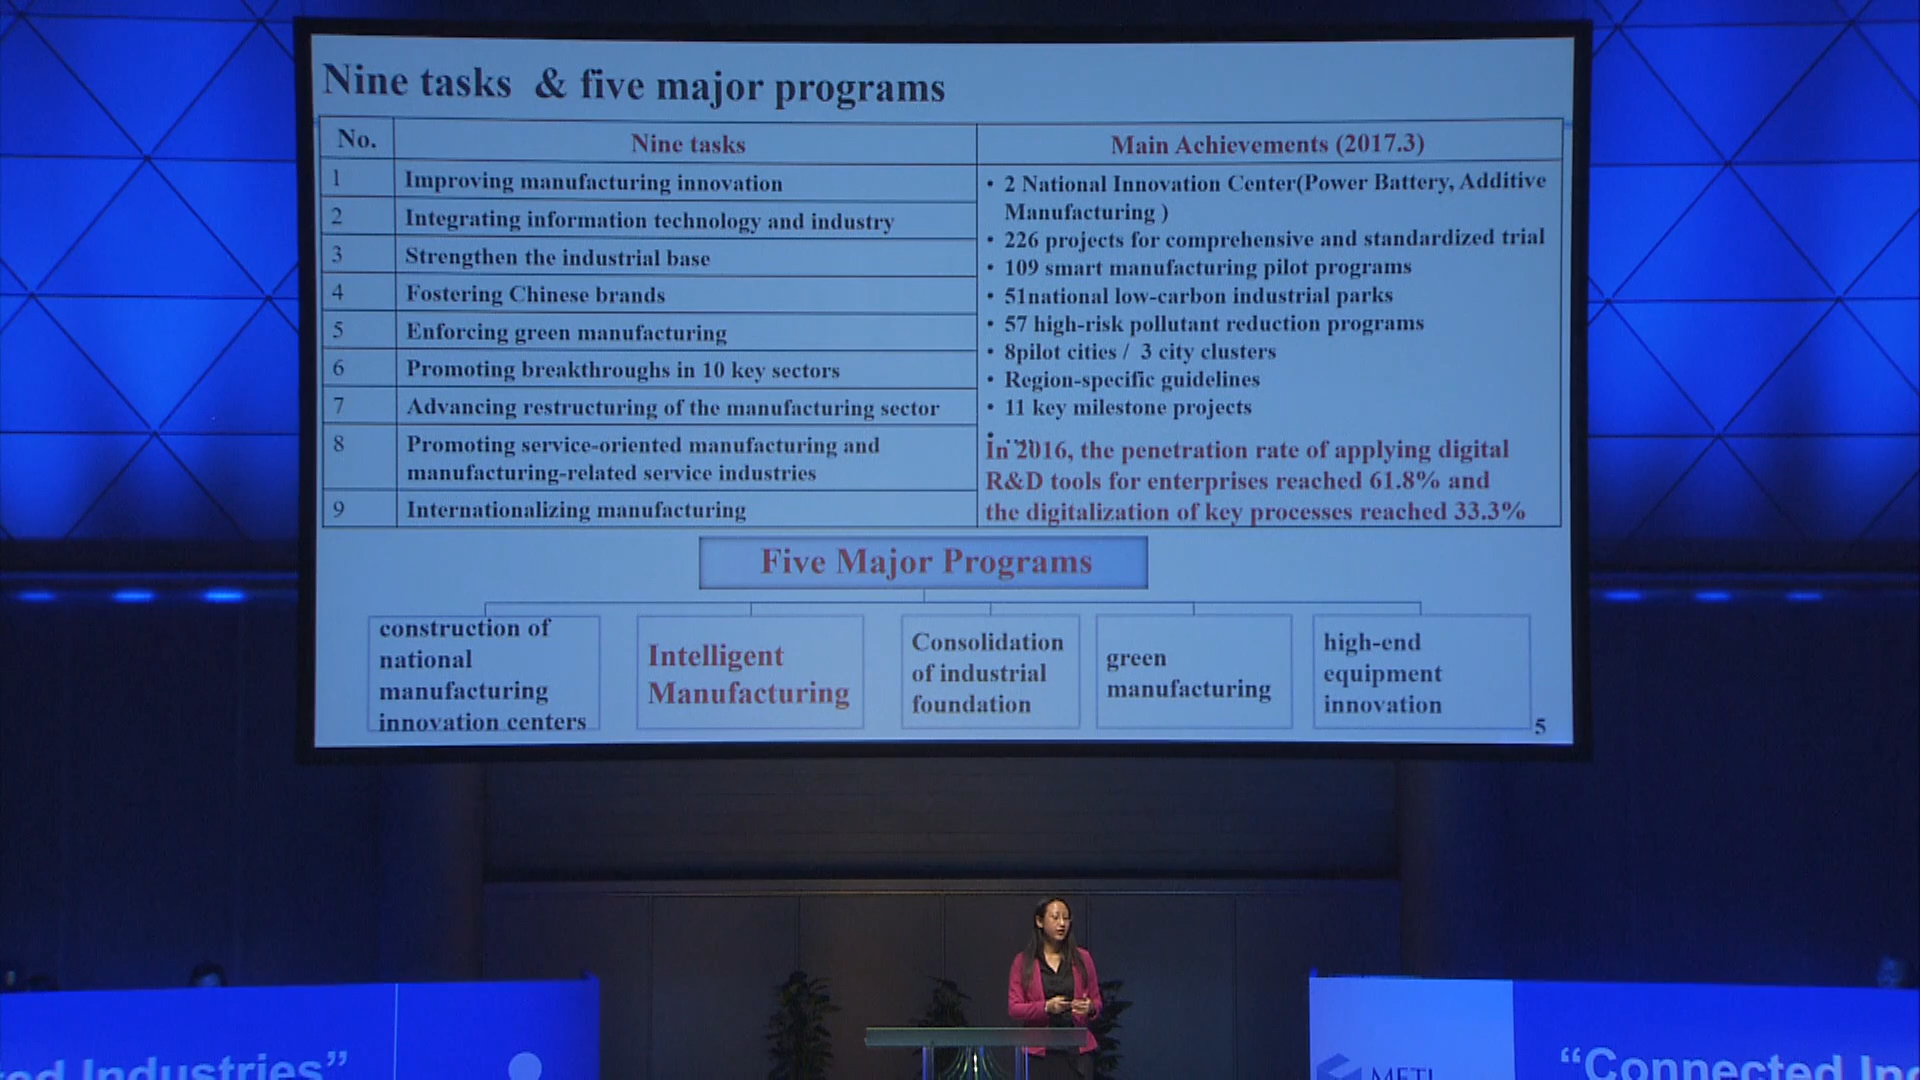 Nine tasks & five major programs
No. Nine tasks Main Achievements (2017.3)
1 Improving manufacturing innovation
2 Integrating information technology and industry
3 Strengthen the industrial base
4 Fostering Chinese brands
5 Enforcing green manufacturing
6 Promoting breakthroughs in 10 key sectors
7 Advancing restructuring of the manufacturing sector
8 Promoting service-oriented manufacturing and
manufacturing-related service industries
9 Internationalizing manufacturing
• 2 National Innovation Center(Power Battery, Additive
Manufacturing )
• 226 projects for comprehensive and standardized trial
• 109 smart manufacturing pilot programs
• 51national low-carbon industrial parks
• 57 high-risk pollutant reduction programs
• 8pilot cities / 3 city clusters
• Region-specific guidelines
• 11 key milestone projects
• ...
In 2016, the penetration rate of applying digital
R&D tools for enterprises reached 61.8% and
the digitalization of key processes reached 33.3%
Five Major Programs
construction of
national
manufacturing
innovation centers
Intelligent
Manufacturing
Consolidation
of industrial
foundation
green
manufacturing
high-end
equipment
innovation
5
ed Industries”
METI
“Connected Ind